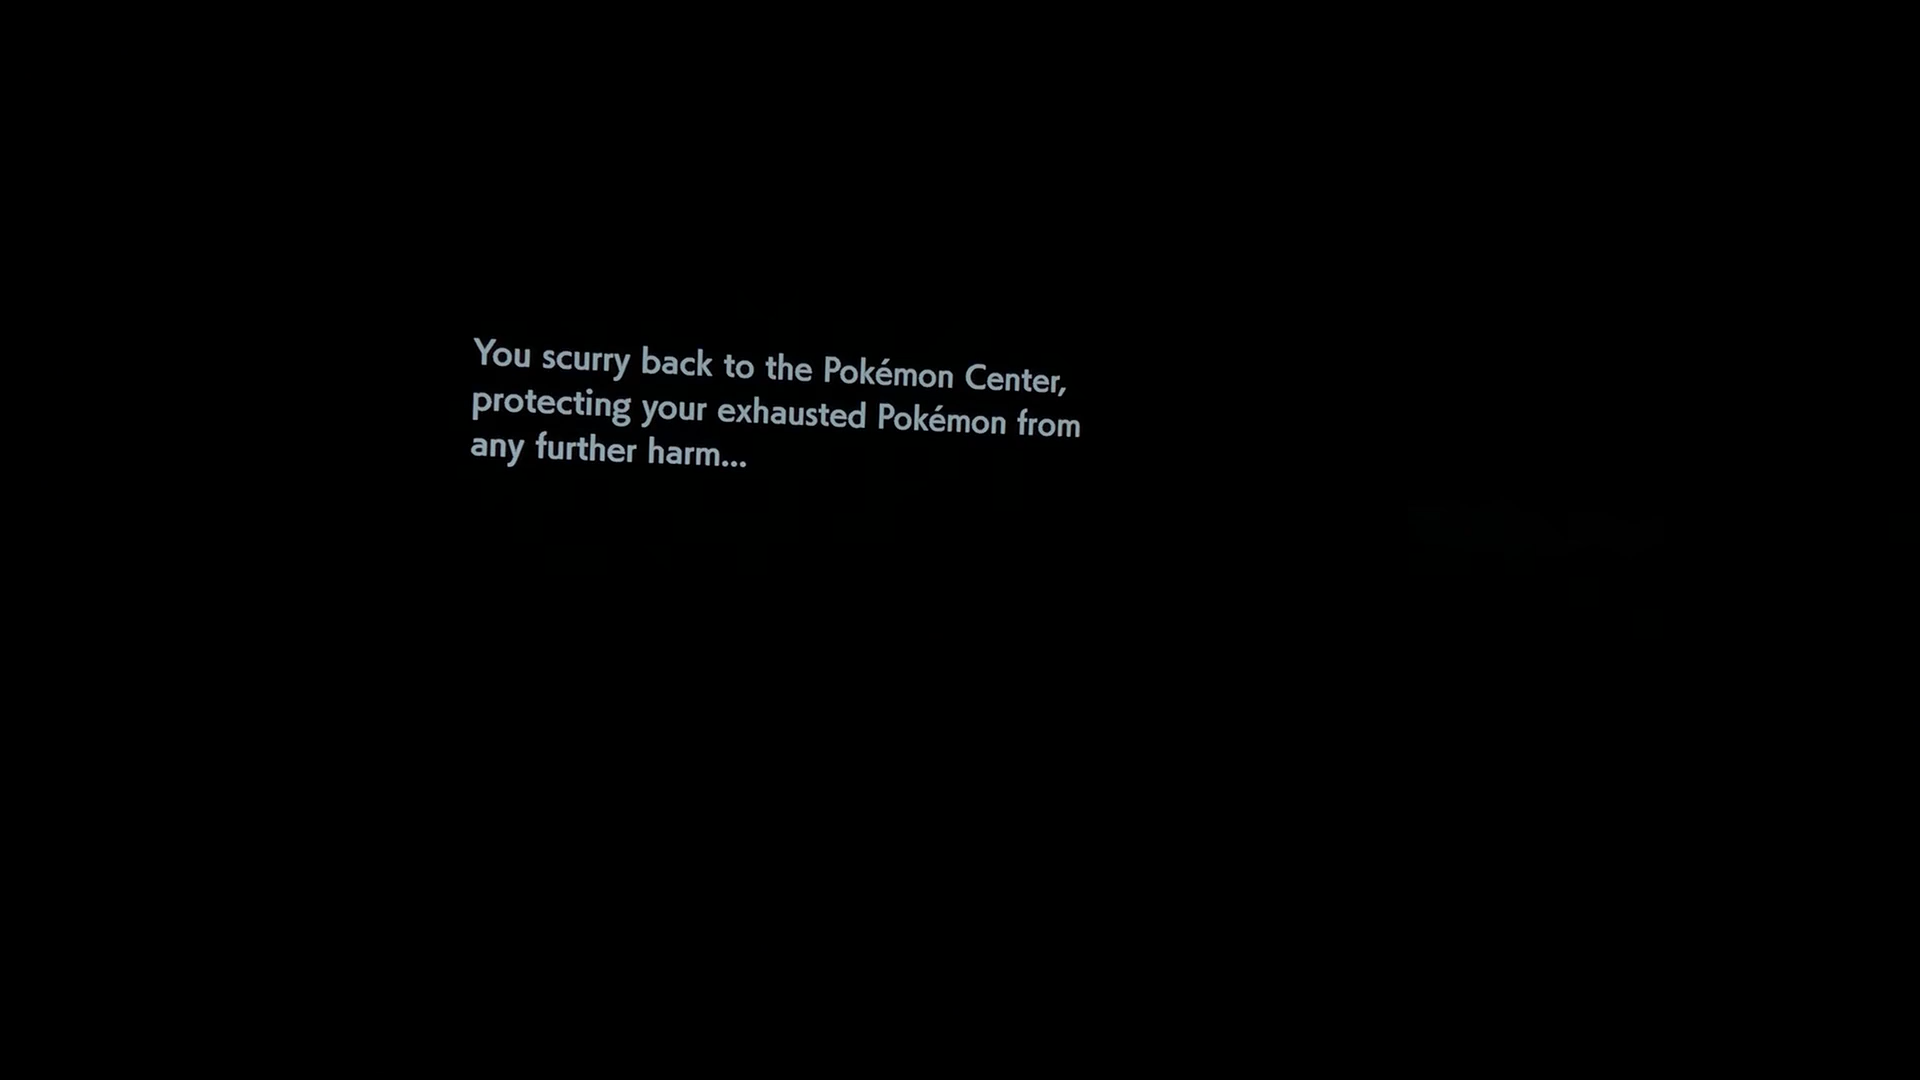 You scurry back to the Pokémon Center,
protecting your exhausted Pokémon from
any further harm...